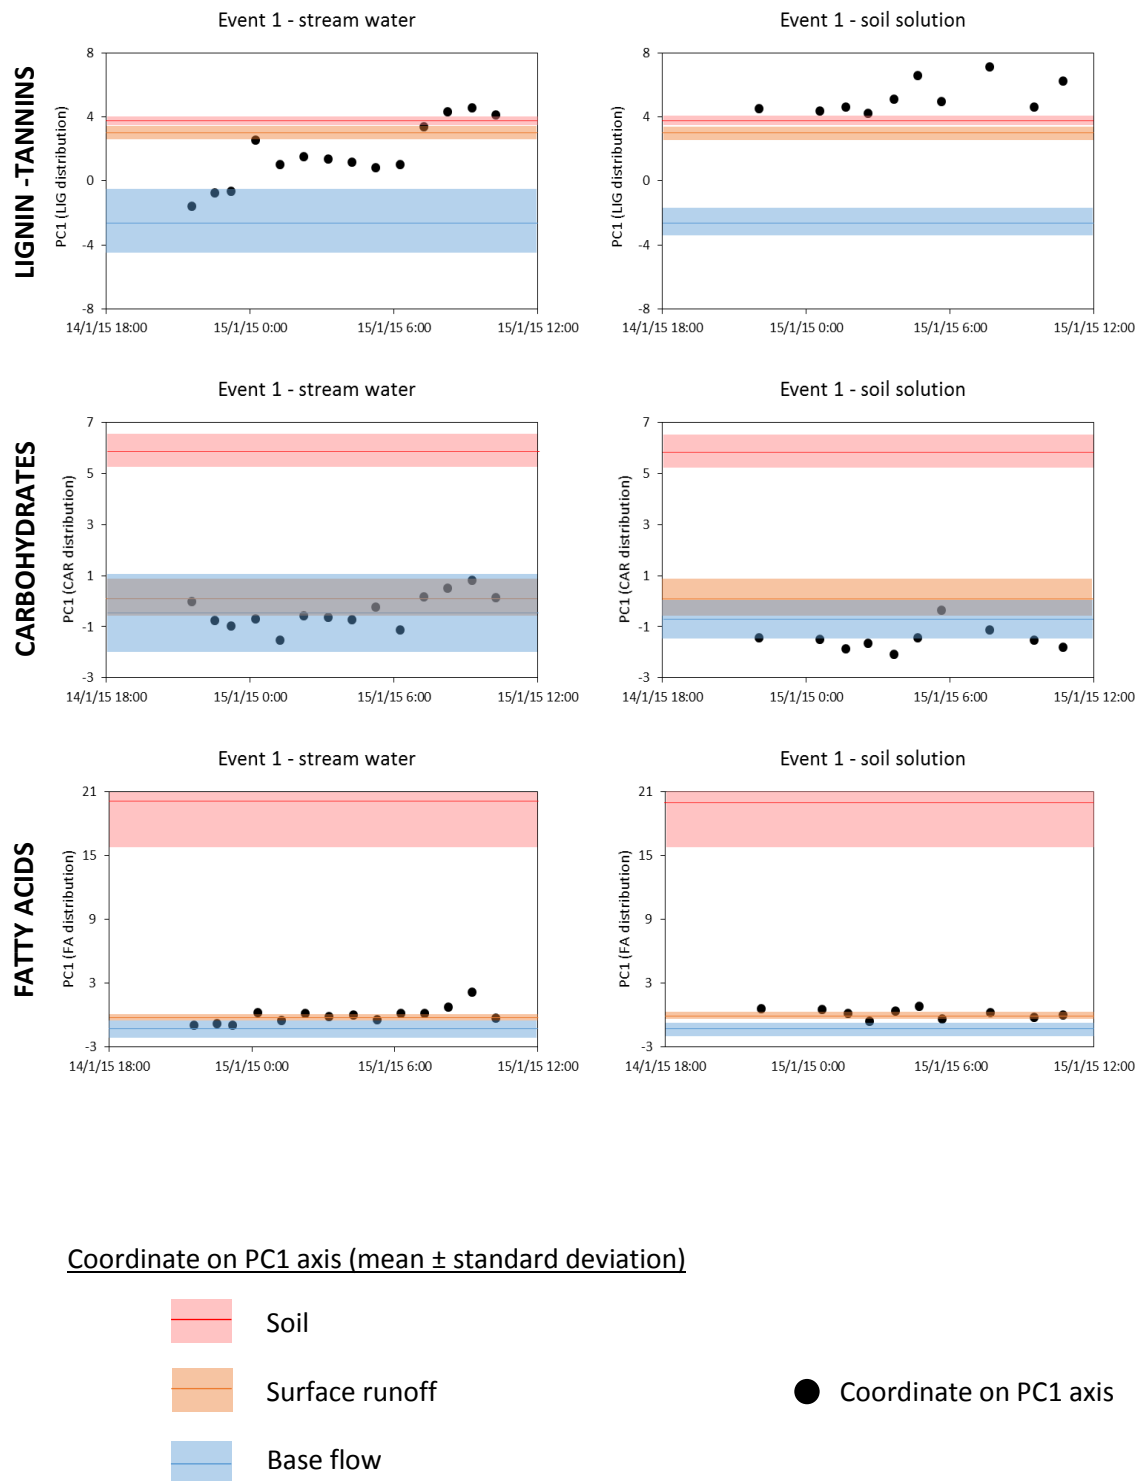 Event 1 - stream water
Event 1 - soil solution
LIGNIN -TANNINS
PC1 (LIG distribution)
8
4
0
-4
-8
14/1/15 18:00
15/1/15 0:00
15/1/15 6:00
15/1/15 12:00
PC1 (LIG distribution)
8
4
0
-4
-8
14/1/15 18:00
15/1/15 0:00
15/1/15 6:00
15/1/15 12:00
Event 1 - stream water
Event 1 - soil solution
CARBOHYDRATES
PC1 (CAR distribution)
7
5
3
1
-1
-3
14/1/15 18:00
15/1/15 0:00
15/1/15 6:00
15/1/15 12:00
PC1 (CAR distribution)
7
5
3
1
-1
-3
14/1/15 18:00
15/1/15 0:00
15/1/15 6:00
15/1/15 12:00
Event 1 - stream water
Event 1 - soil solution
FATTY ACIDS
PC1 (FA distribution)
21
15
9
3
-3
14/1/15 18:00
15/1/15 0:00
15/1/15 6:00
15/1/15 12:00
PC1 (FA distribution)
21
15
9
3
-3
14/1/15 18:00
15/1/15 0:00
15/1/15 6:00
15/1/15 12:00
Coordinate on PC1 axis (mean ± standard deviation)
Soil
Surface runoff
Coordinate on PC1 axis
Base flow